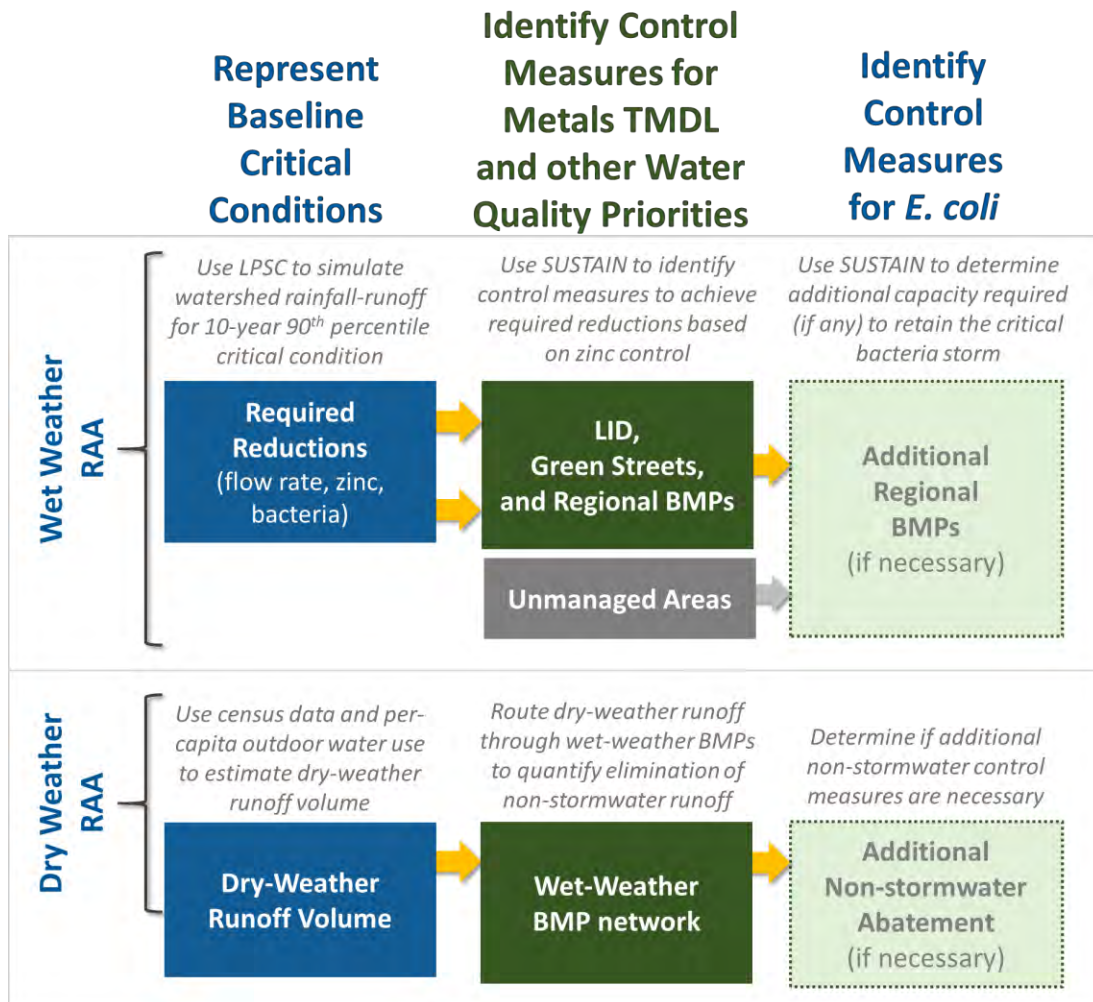 Represent
Baseline
Critical
Conditions
Identify Control
Measures for
Metals TMDL
and other Water
Quality Priorities
Identify
Control
Measures
for E. coli
Wet Weather
RAA
Use LPSC to simulate
watershed rainfall-runoff
for 10-year 90th percentile
critical condition
Required
Reductions
(flow rate, zinc,
bacteria)
Use SUSTAIN to identify
control measures to achieve
required reductions based
on zinc control
LID,
Green Streets,
and Regional BMPs
Unmanaged Areas
Use SUSTAIN to determine
additional capacity required
(if any) to retain the critical
bacteria storm
Additional
Regional
BMPs
(if necessary)
Dry Weather
RAA
Use census data and per-
capita outdoor water use
to estimate dry-weather
runoff volume
Dry-Weather
Runoff Volume
Route dry-weather runoff
through wet-weather BMPs
to quantify elimination of
non-stormwater runoff
Wet-Weather
BMP network
Determine if additional
non-stormwater control
measures are necessary
Additional
Non-stormwater
Abatement
(if necessary)